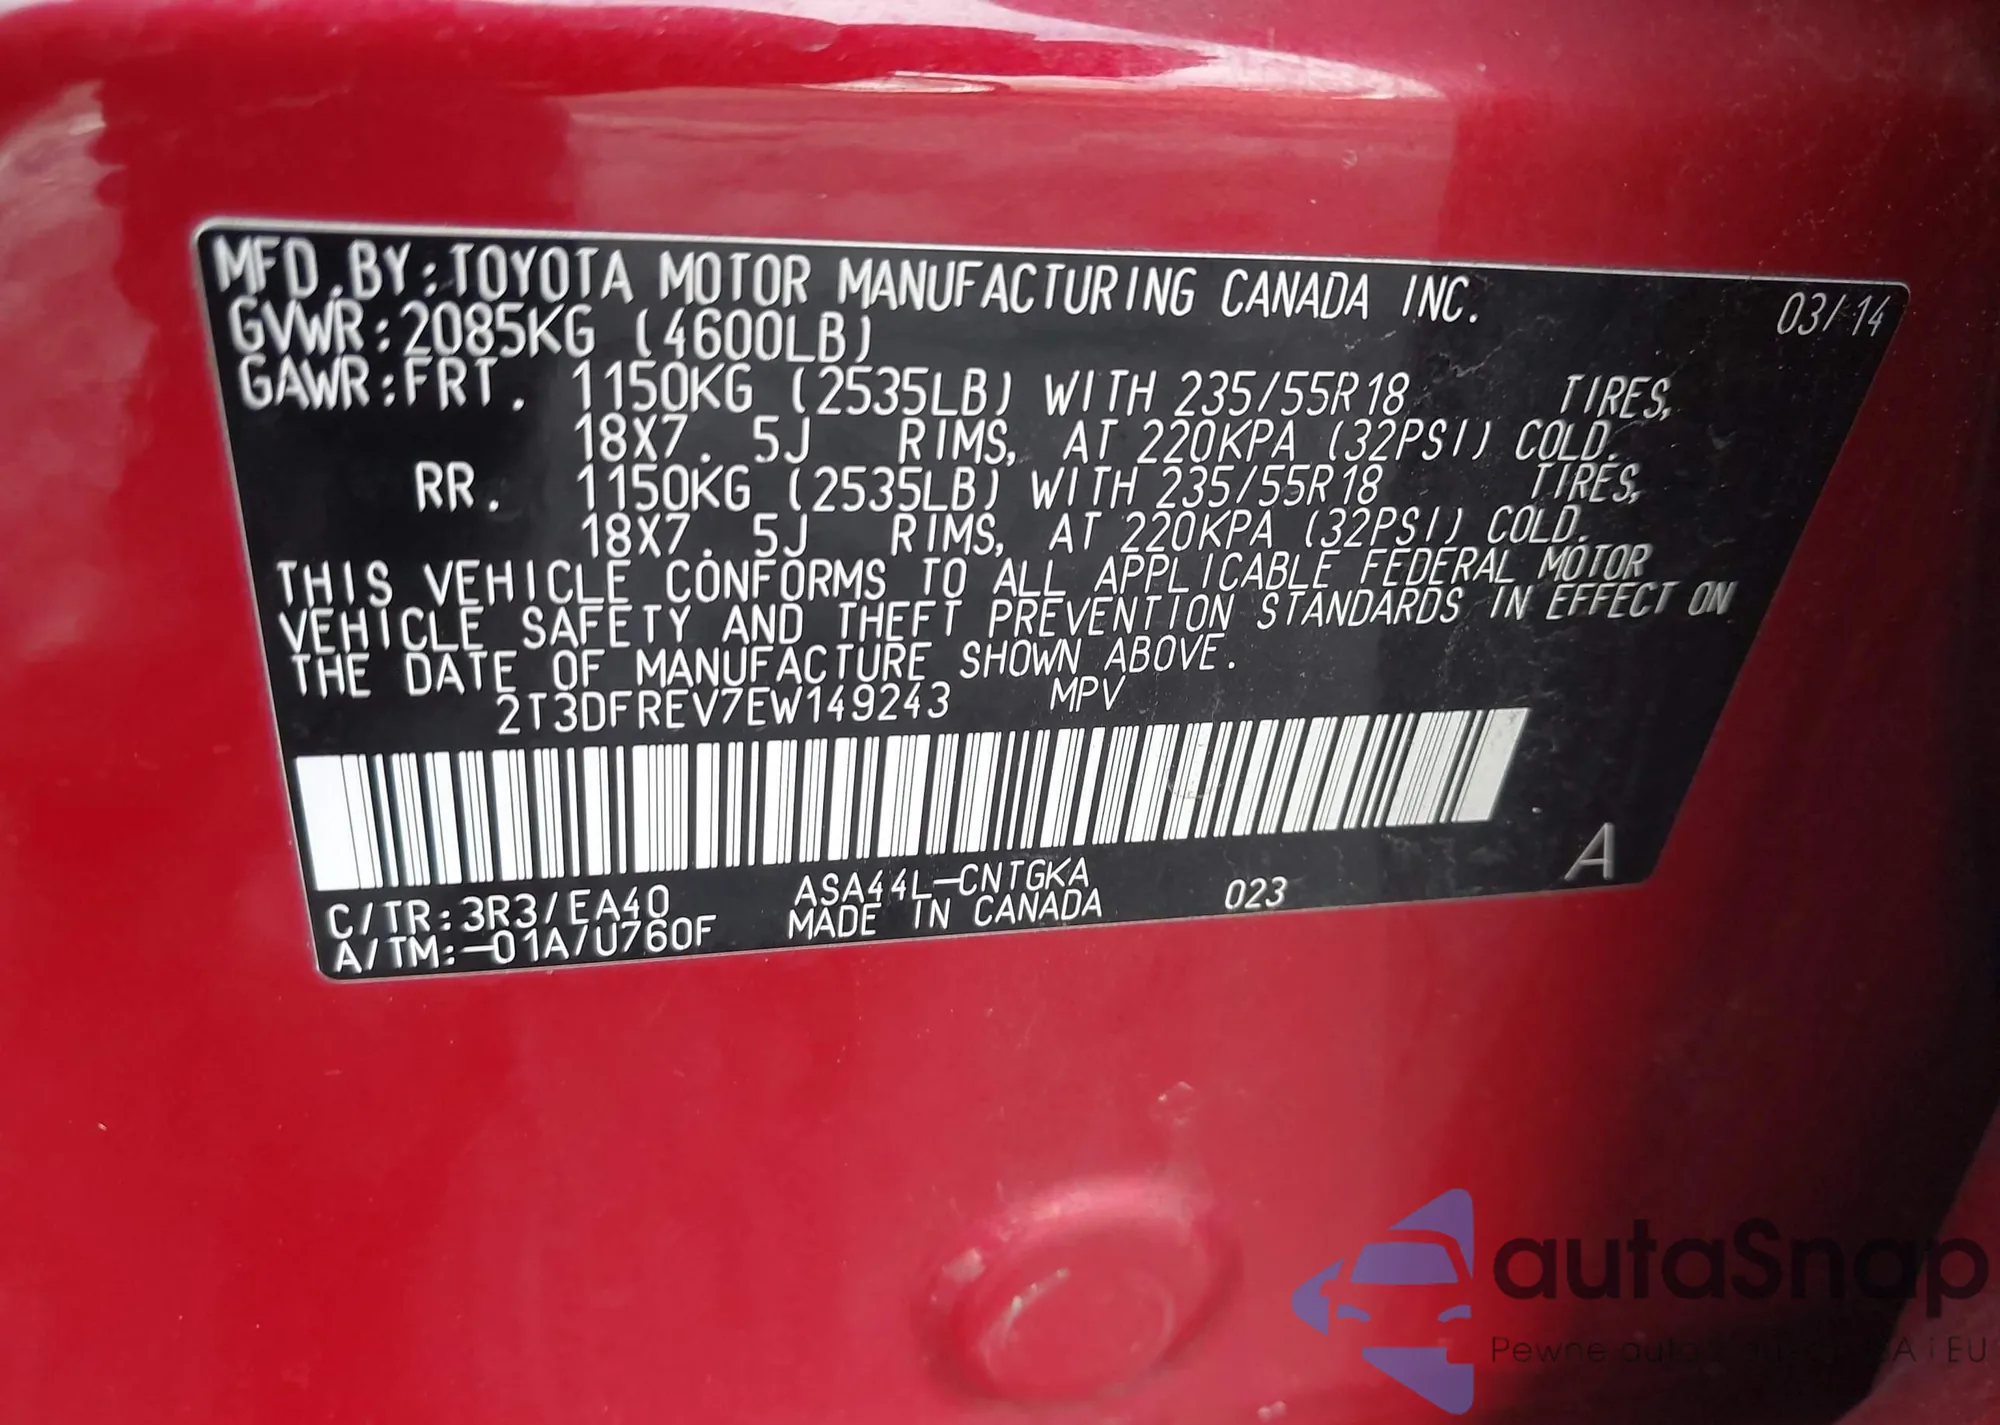 MFD. BY: TOYOTA MOTOR MANUFACTURING CANADA INC. 03/14
GVWR: 2085KG (4600LB)
GAWR: FRT. 1150KG (2535LB) WITH 235/55R18 TIRES,
18X7. 5J RIMS, AT 220KPA (32PSI) COLD.
RR. 1150KG (2535LB) WITH 235/55R18 TIRES,
18X7. 5J RIMS, AT 220KPA (32PSI) COLD.
THIS VEHICLE CONFORMS TO ALL APPLICABLE FEDERAL MOTOR
VEHICLE SAFETY AND THEFT PREVENTION STANDARDS IN EFFECT ON
THE DATE OF MANUFACTURE SHOWN ABOVE.
2T3DFREV7EW149243 MPV
A
C/TR: 3R3/EA40 ASA44L-CNTGKA 023
A/TM: -01A/U760F MADE IN CANADA
autaSnap
Pewne auta i EU